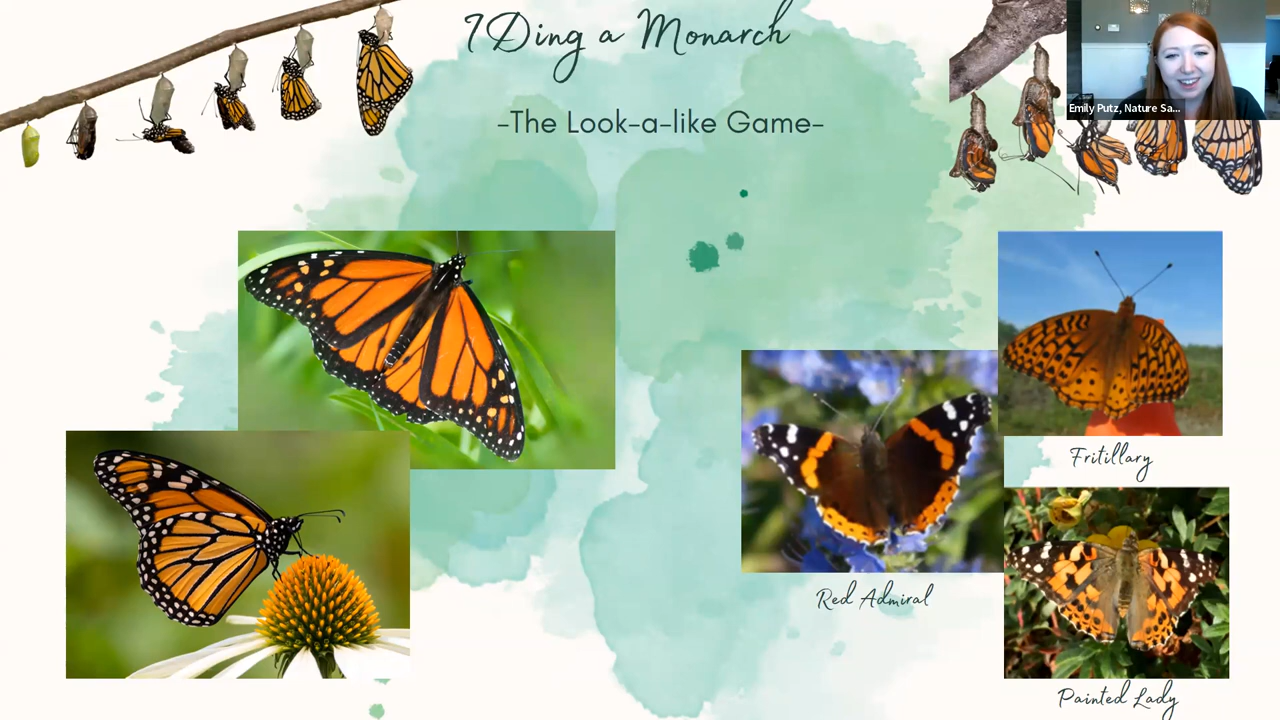 IDing a Monarch
-The Look-a-like Game-
Emily Putz, Nature Sa...
Fritillary
Red Admiral
Painted Lady